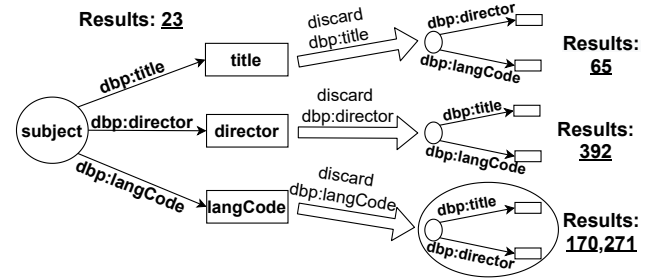 Results: 23
subject
dbp:title
dbp:director
dbp:langCode
title
director
langCode
discard
dbp:title
dbp:director
dbp:langCode
Results:
65
discard
dbp:director
dbp:title
dbp:langCode
Results:
392
discard
dbp:langCode
dbp:title
dbp:director
Results:
170,271